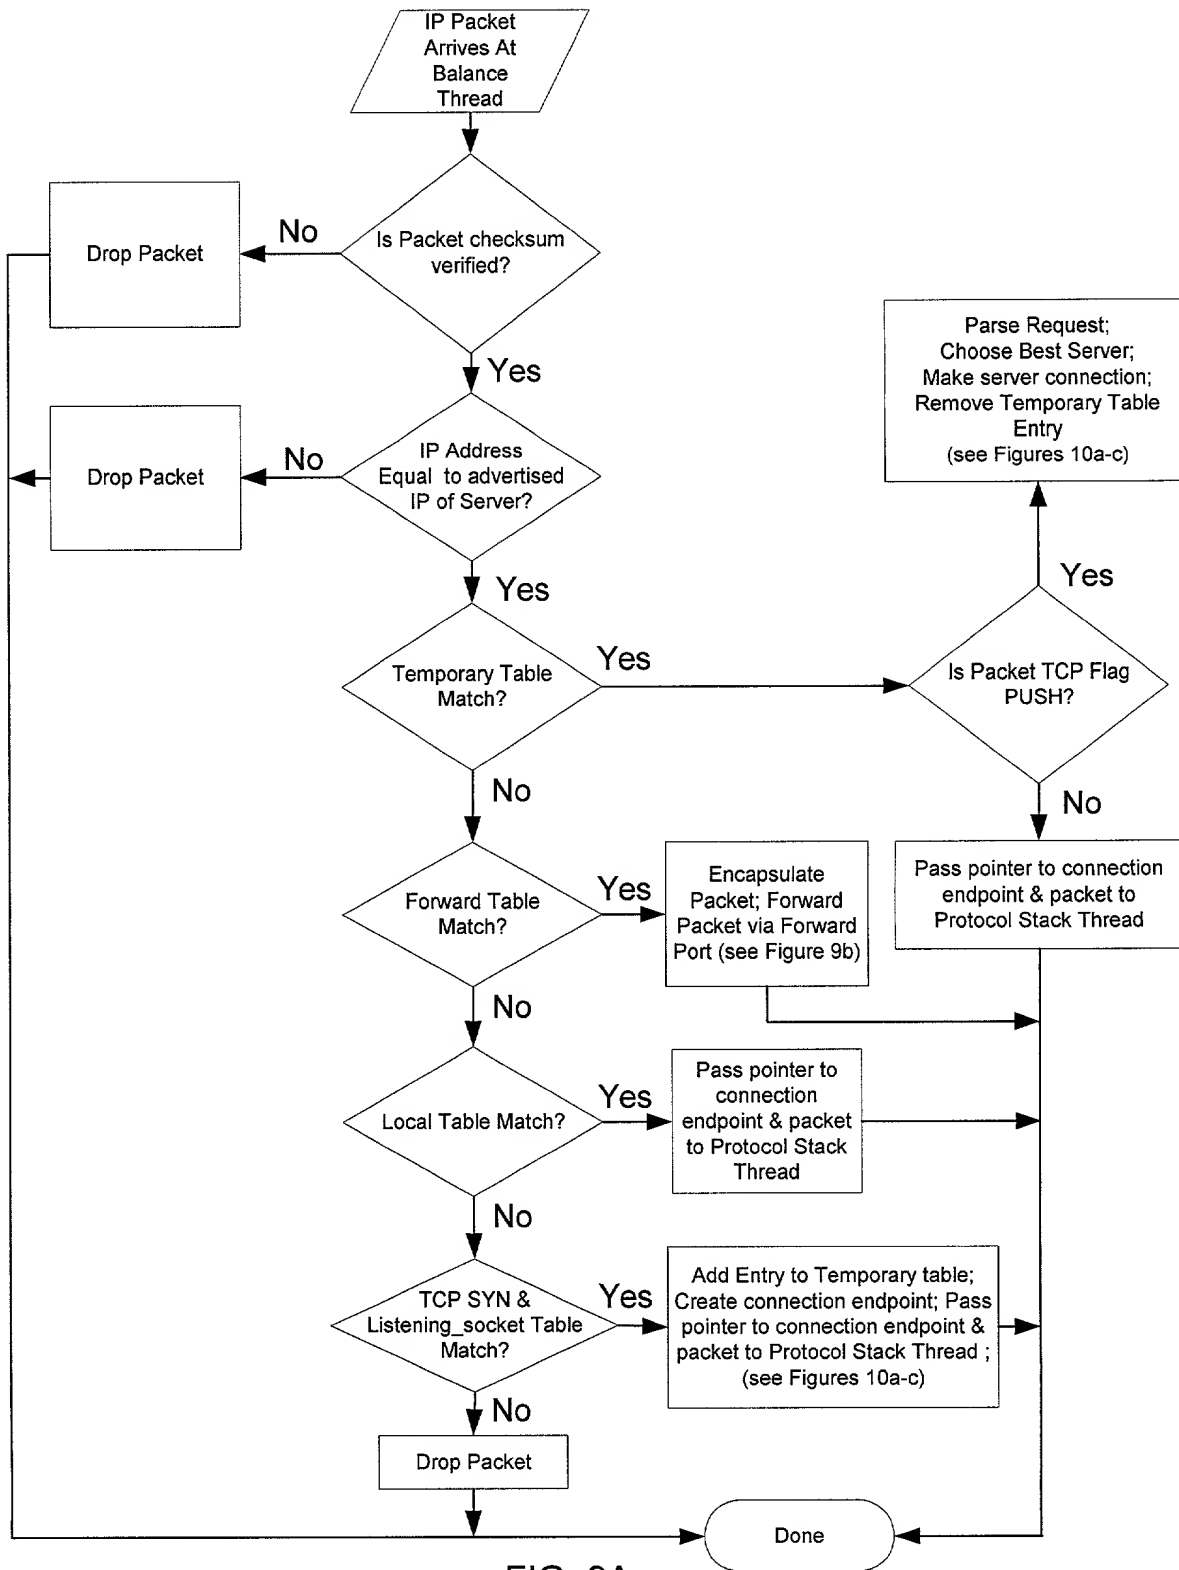 IP Packet
Arrives At
Balance
Thread
Is Packet checksum
verified?
No
Drop Packet
Yes
IP Address
Equal to advertised
IP of Server?
No
Drop Packet
Yes
Temporary Table
Match?
Yes
Is Packet TCP Flag
PUSH?
Yes
Parse Request;
Choose Best Server;
Make server connection;
Remove Temporary Table
Entry
(see Figures 10a-c)
No
Pass pointer to connection
endpoint & packet to
Protocol Stack Thread
No
Forward Table
Match?
Yes
Encapsulate
Packet; Forward
Packet via Forward
Port (see Figure 9b)
No
Local Table Match?
Yes
Pass pointer to
connection
endpoint & packet
to Protocol Stack
Thread
No
TCP SYN &
Listening_socket Table
Match?
Yes
Add Entry to Temporary table;
Create connection endpoint; Pass
pointer to connection endpoint &
packet to Protocol Stack Thread ;
(see Figures 10a-c)
No
Drop Packet
Done